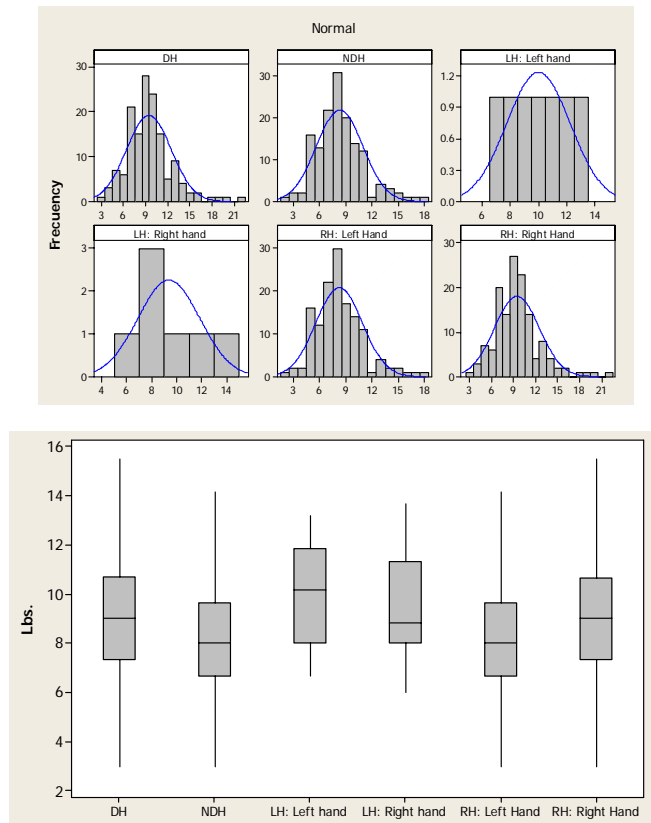 Normal
DH NDH LH: Left hand
30 20 10 0
30 20 10 0
1.2 0.9 0.6 0.3 0.0
3 6 9 12 15 18 21
3 6 9 12 15 18
6 8 10 12 14
Frecuency
LH: Right hand RH: Left Hand RH: Right Hand
3 2 1 0
30 20 10 0
30 20 10 0
4 6 8 10 12 14
3 6 9 12 15 18
3 6 9 12 15 18 21
16
14
12
10
8
6
4
2
Lbs.
DH NDH LH: Left hand LH: Right hand RH: Left Hand RH: Right Hand